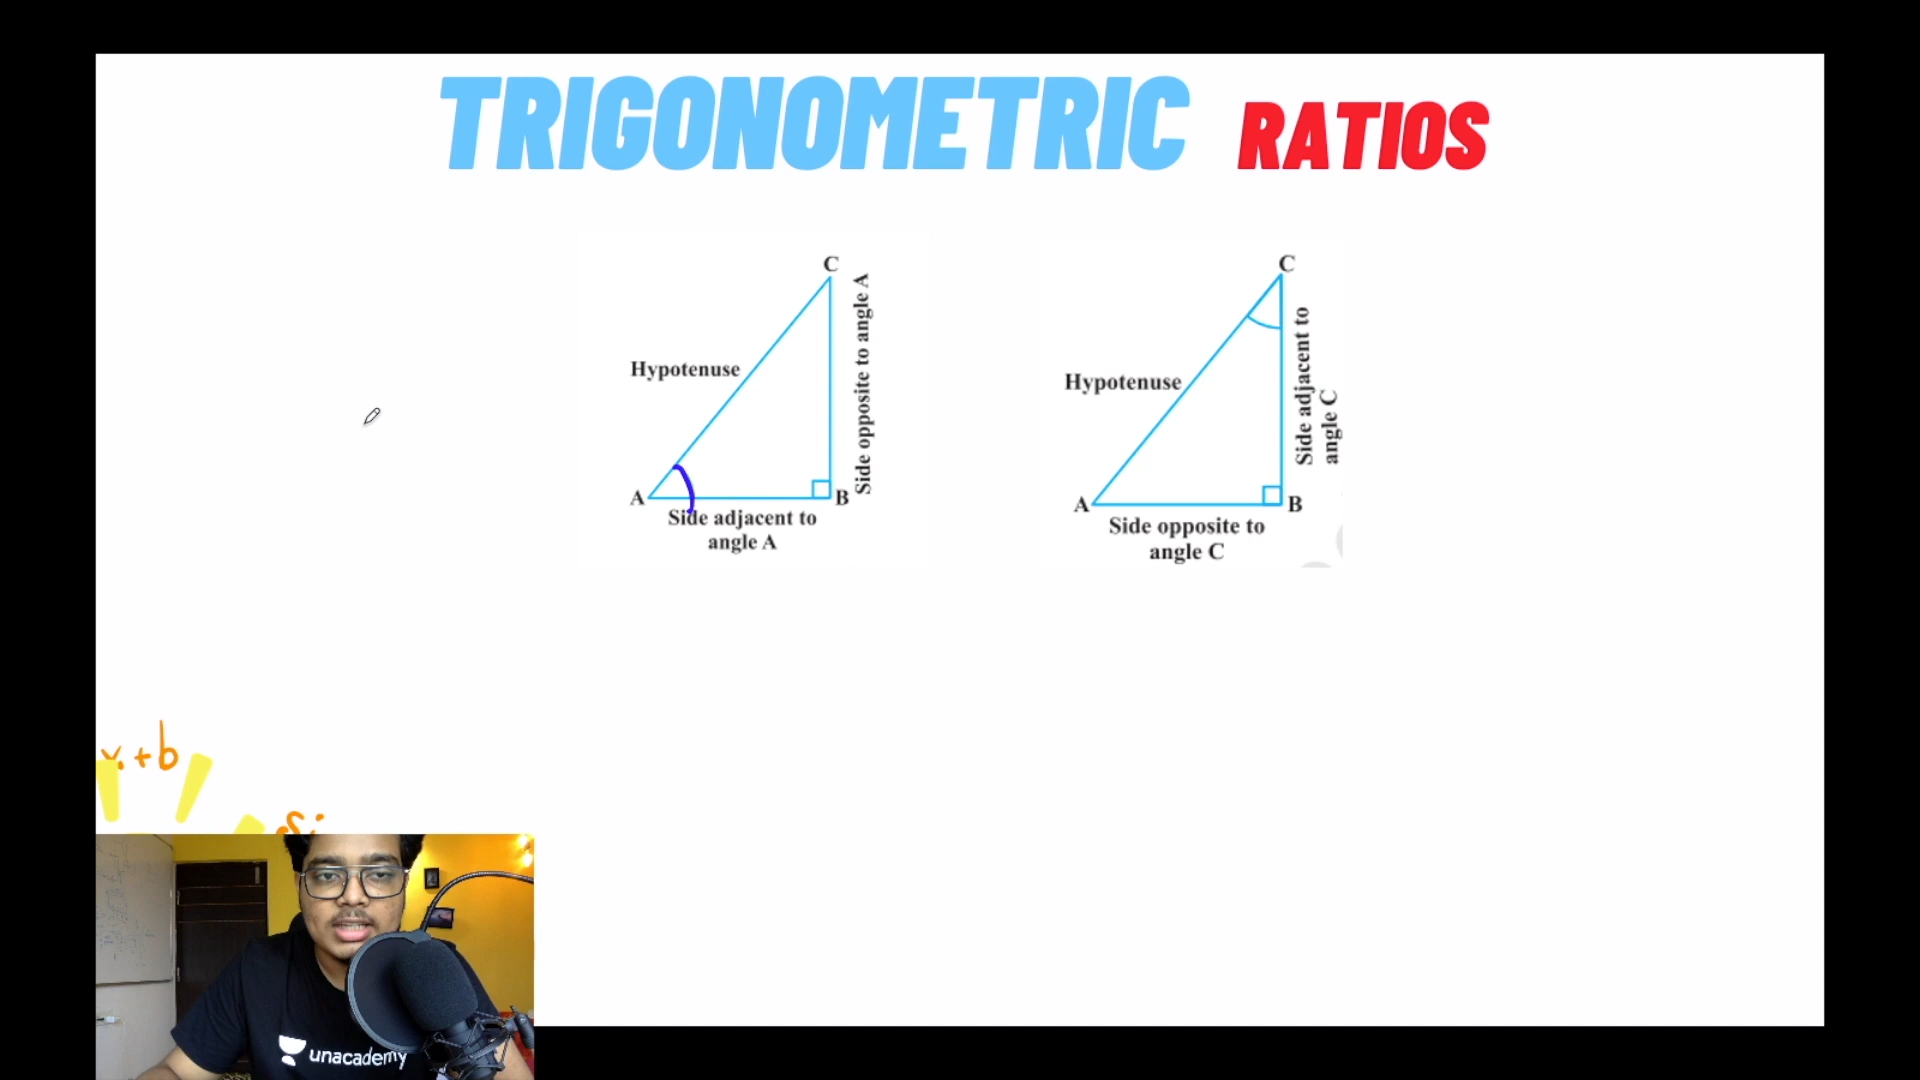 TRIGONOMETRIC RATIOS
C
Side opposite to angle A
Hypotenuse
A
B
Side adjacent to
angle A
C
Side adjacent to
angle C
Hypotenuse
A
B
Side opposite to
angle C
x+b
Si
unacademy